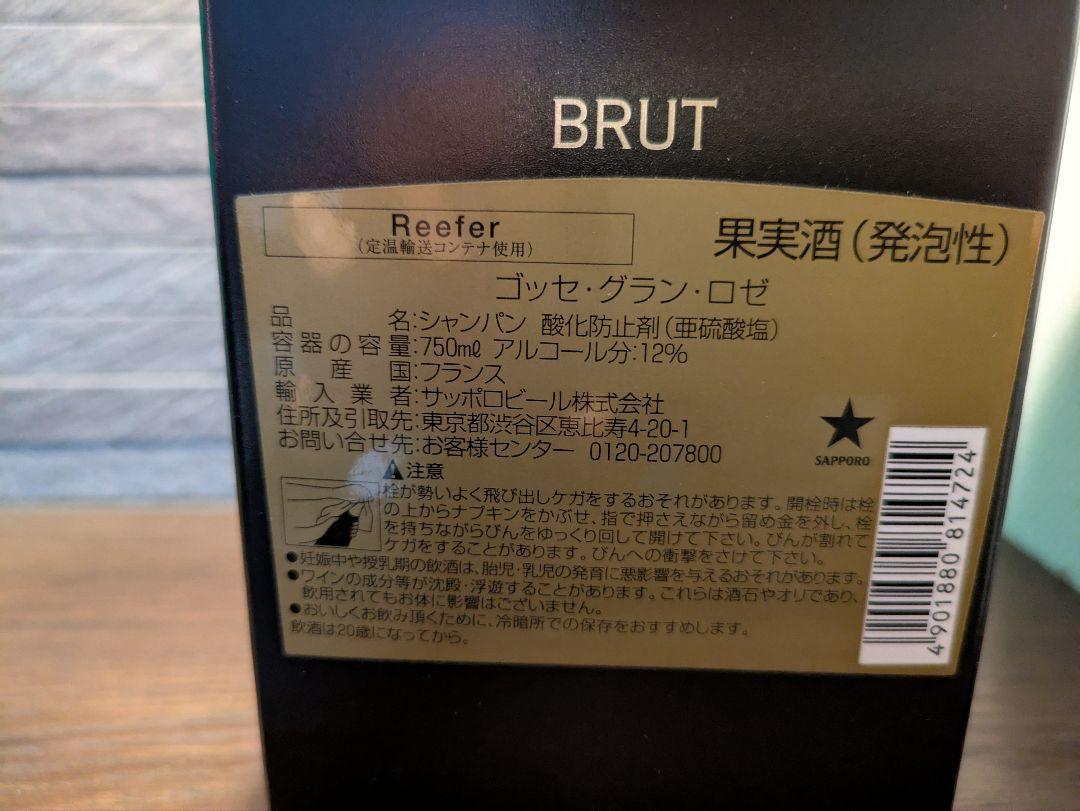 BRUT
Reefer
(定温輸送コンテナ使用)
果実酒(発泡性)
ゴッセ・グラン・ロゼ
品名:シャンパン 酸化防止剤(亜硫酸塩)
容器の容量:750mℓ アルコール分:12%
原産国:フランス
輸入業者:サッポロビール株式会社
住所及引取先:東京都渋谷区恵比寿4-20-1
お問い合せ先:お客様センター 0120-207800
SAPPORO
注意
栓が勢いよく飛び出しケガをするおそれがあります。開栓時は栓
の上からナプキンをかぶせ、指で押さえながら留め金を外し、栓
を持ちながらびんをゆっくり回して開けて下さい。びんが割れて
ケガをすることがあります。びんへの衝撃をさけて下さい。
●妊娠中や授乳期の飲酒は、胎児・乳児の発育に悪影響を与えるおそれがあります。
●ワインの成分等が沈殿・浮遊することがあります。これらは酒石やオリであり、
飲用されてもお体に影響はございません。
●おいしくお飲み頂くために、冷暗所での保存をおすすめします。
飲酒は20歳になってから。
4901880814724